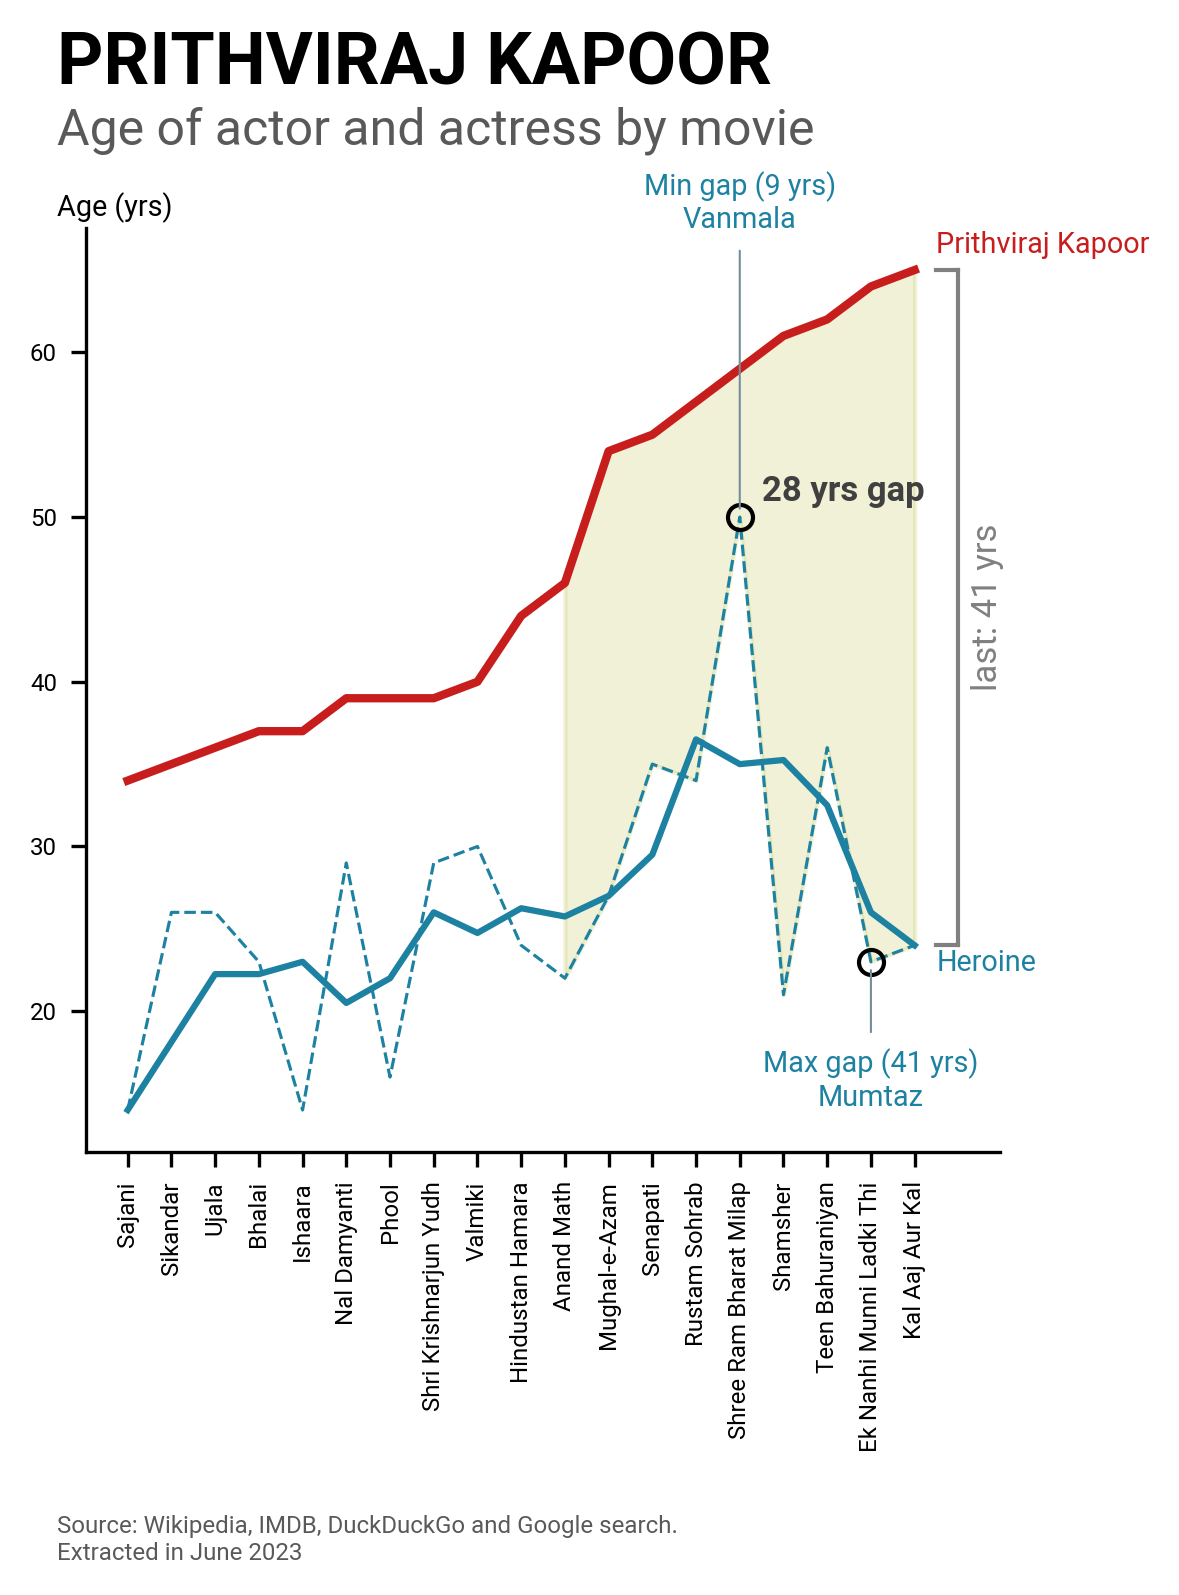 PRITHVIRAJ KAPOOR
Age of actor and actress by movie
Min gap (9 yrs)
Vanmala
Age (yrs)
Prithviraj Kapoor
60
50
40
30
20
28 yrs gap
last: 41 yrs
Heroine
Max gap (41 yrs)
Mumtaz
Sajani
Sikandar
Ujala
Bhalai
Ishaara
Nal Damyanti
Phool
Shri Krishnarjun Yudh
Valmiki
Hindustan Hamara
Anand Math
Mughal-e-Azam
Senapati
Rustam Sohrab
Shree Ram Bharat Milap
Shamsher
Teen Bahuraniyan
Ek Nanhi Munni Ladki Thi
Kal Aaj Aur Kal
Source: Wikipedia, IMDB, DuckDuckGo and Google search.
Extracted in June 2023